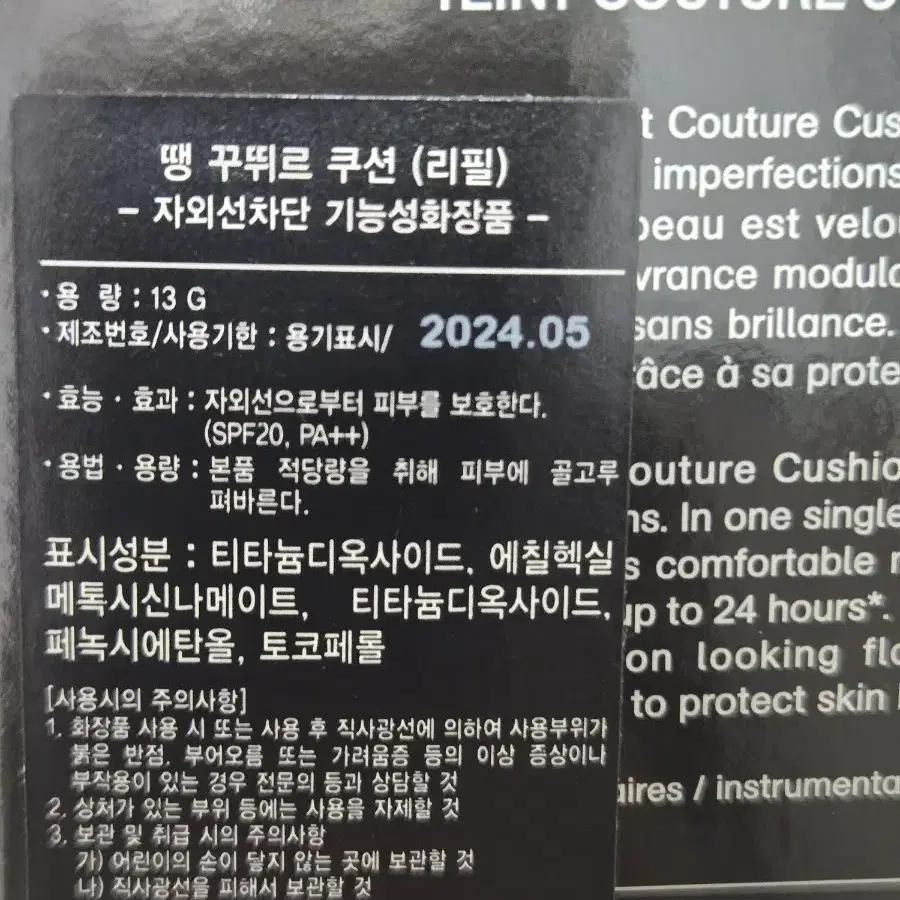 TEINT COUTURE
땡 꾸뛰르 쿠션 (리필)
- 자외선차단 기능성화장품 -
· 용 량 : 13 G
· 제조번호/사용기한 : 용기표시/ 2024.05
· 효능 · 효과 : 자외선으로부터 피부를 보호한다.
(SPF20, PA++)
· 용법 · 용량 : 본품 적당량을 취해 피부에 골고루
펴바른다.
표시성분 : 티타늄디옥사이드, 에칠헥실
메톡시신나메이트, 티타늄디옥사이드,
페녹시에탄올, 토코페롤
[사용시의 주의사항]
1. 화장품 사용 시 또는 사용 후 직사광선에 의하여 사용부위가
붉은 반점, 부어오름 또는 가려움증 등의 이상 증상이나
부작용이 있는 경우 전문의 등과 상담할 것
2. 상처가 있는 부위 등에는 사용을 자제할 것
3. 보관 및 취급 시의 주의사항
가) 어린이의 손이 닿지 않는 곳에 보관할 것
나) 직사광선을 피해서 보관할 것
t Couture Cus
imperfections
peau est velo
vrance modula
sans brillance.
râce à sa prote
outure Cushio
ns. In one single
s comfortable
up to 24 hours*.
on looking flo
to protect skin
aires / instrumenta